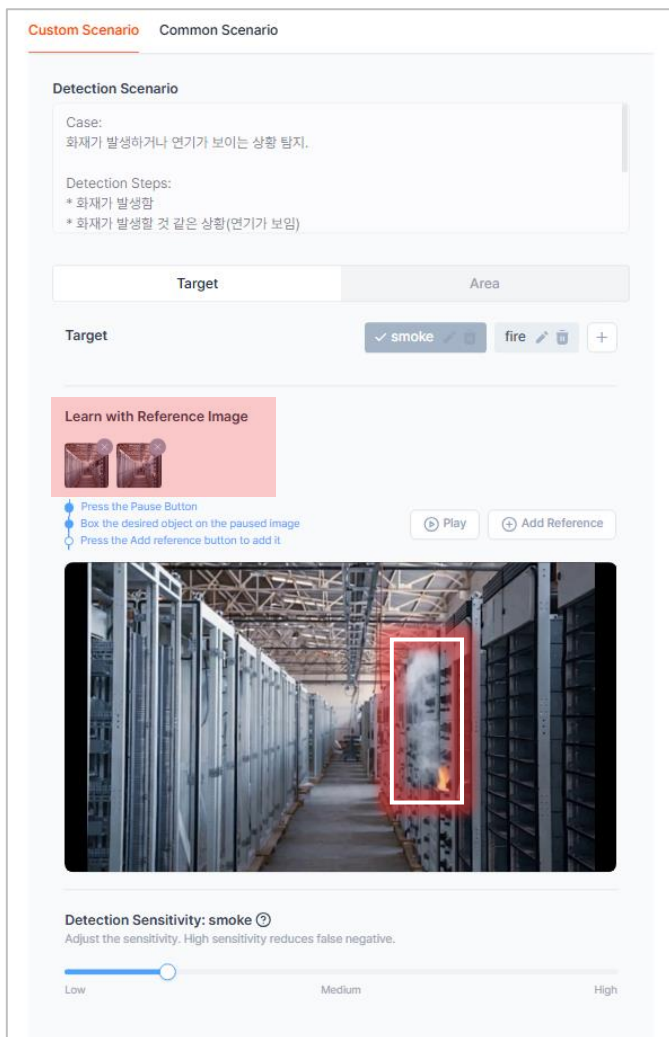 Custom Scenario Common Scenario
Detection Scenario
Case:
화재가 발생하거나 연기가 보이는 상황 탐지.
Detection Steps:
* 화재가 발생함
* 화재가 발생할 것 같은 상황(연기가 보임)
Target Area
Target smoke fire
Learn with Reference Image
Press the Pause Button
Box the desired object on the paused image
Press the Add reference button to add it
Play Add Reference
Detection Sensitivity: smoke
Adjust the sensitivity. High sensitivity reduces false negative.
Low Medium High